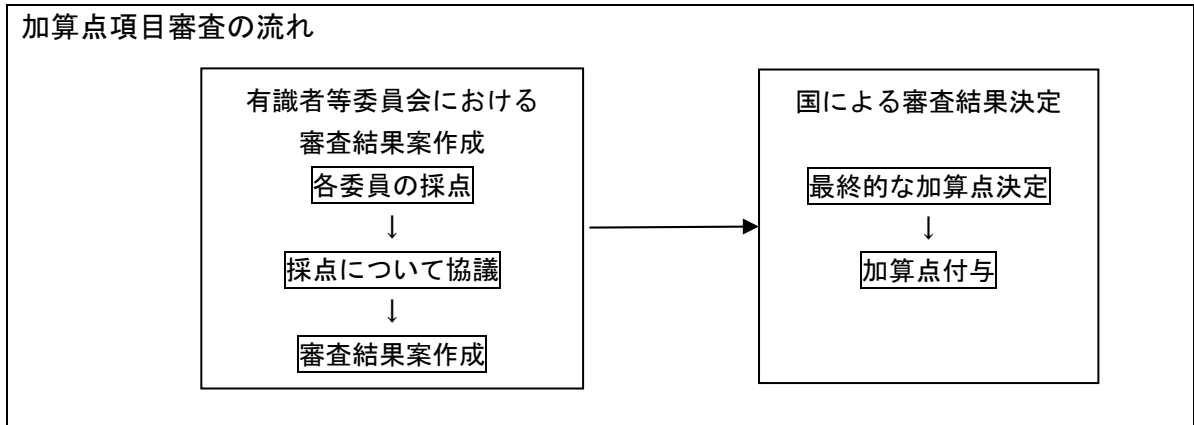 加算点項目審査の流れ
有識者等委員会における
審査結果案作成
各委員の採点
↓
採点について協議
↓
審査結果案作成
国による審査結果決定
最終的な加算点決定
↓
加算点付与